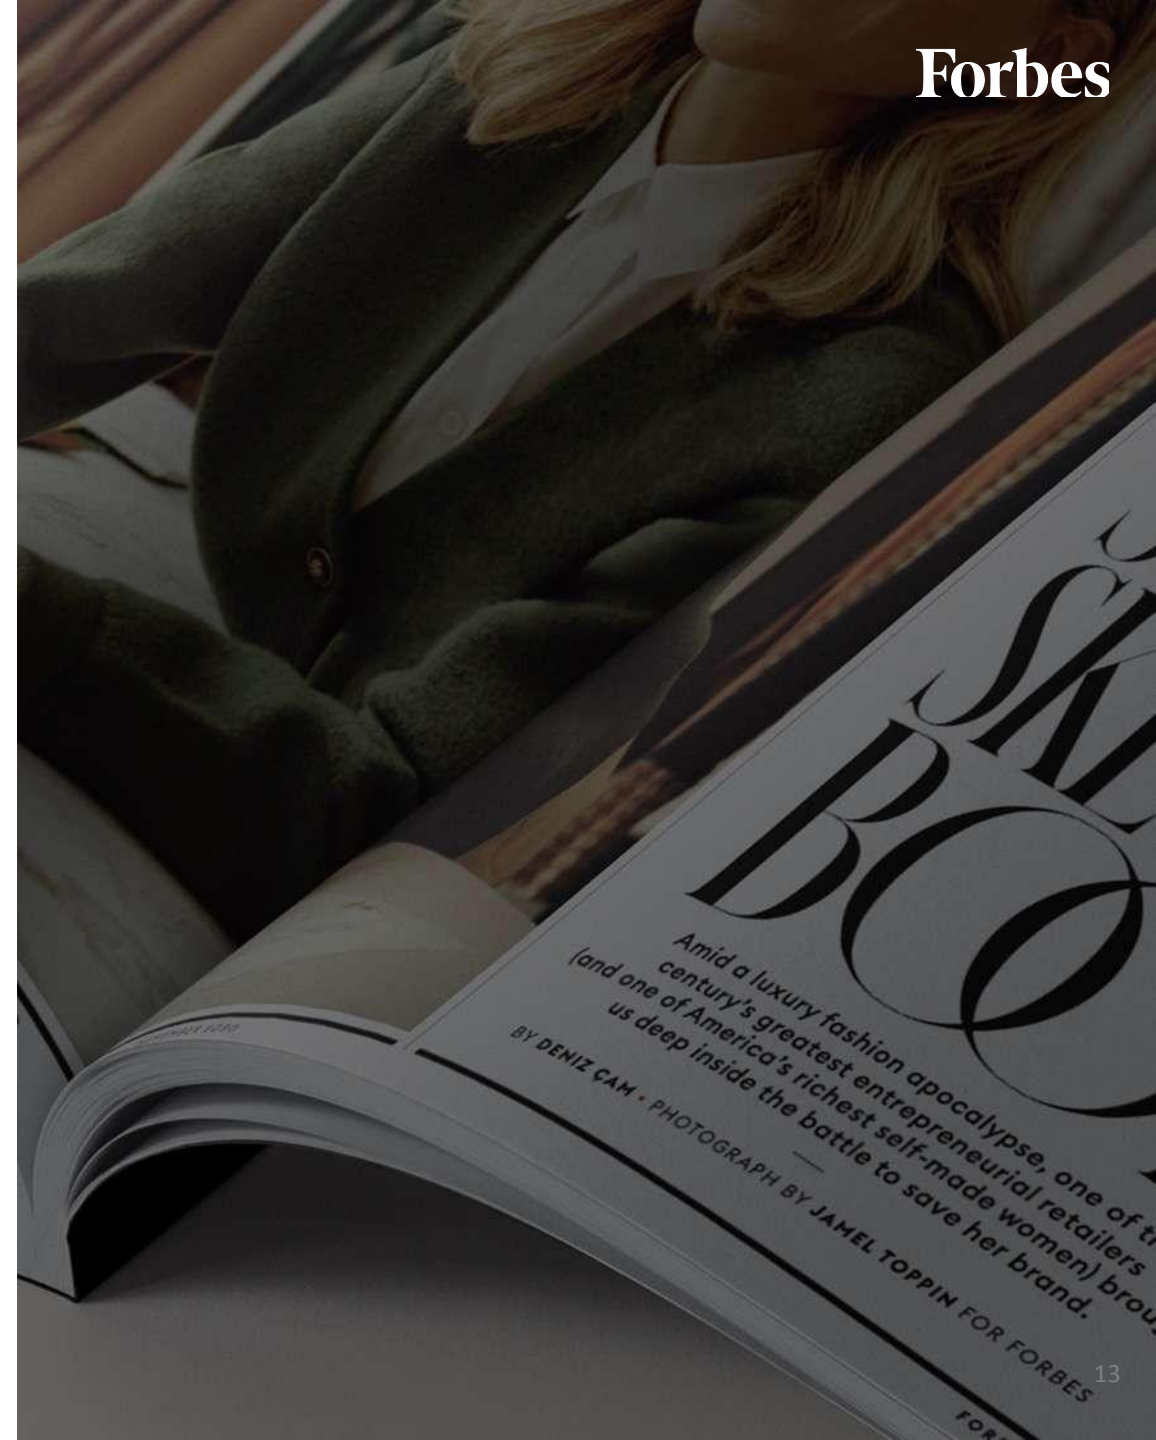 Forbes
SK
BOO
Amid a luxury fashion apocalypse, one of
century's greatest entrepreneurial retailers
(and one of America's richest self-made women)
us deep inside the battle to save her brand.
BY DENIZ ÇAM • PHOTOGRAPH BY JAMEL TOPPIN FOR FORBES
13